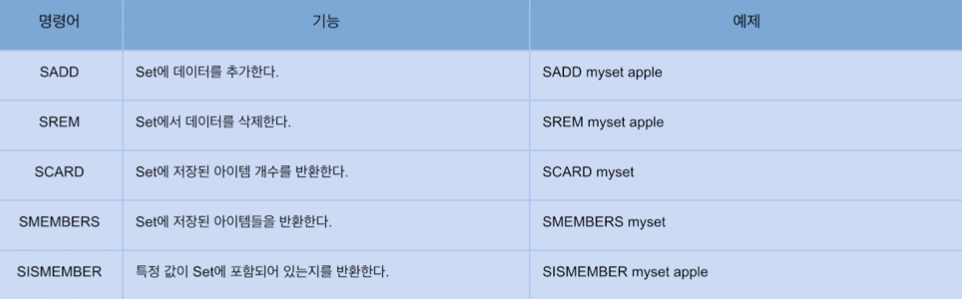 명령어 기능 예제
SADD Set에 데이터를 추가한다. SADD myset apple
SREM Set에서 데이터를 삭제한다. SREM myset apple
SCARD Set에 저장된 아이템 개수를 반환한다. SCARD myset
SMEMBERS Set에 저장된 아이템들을 반환한다. SMEMBERS myset
SISMEMBER 특정 값이 Set에 포함되어 있는지를 반환한다. SISMEMBER myset apple